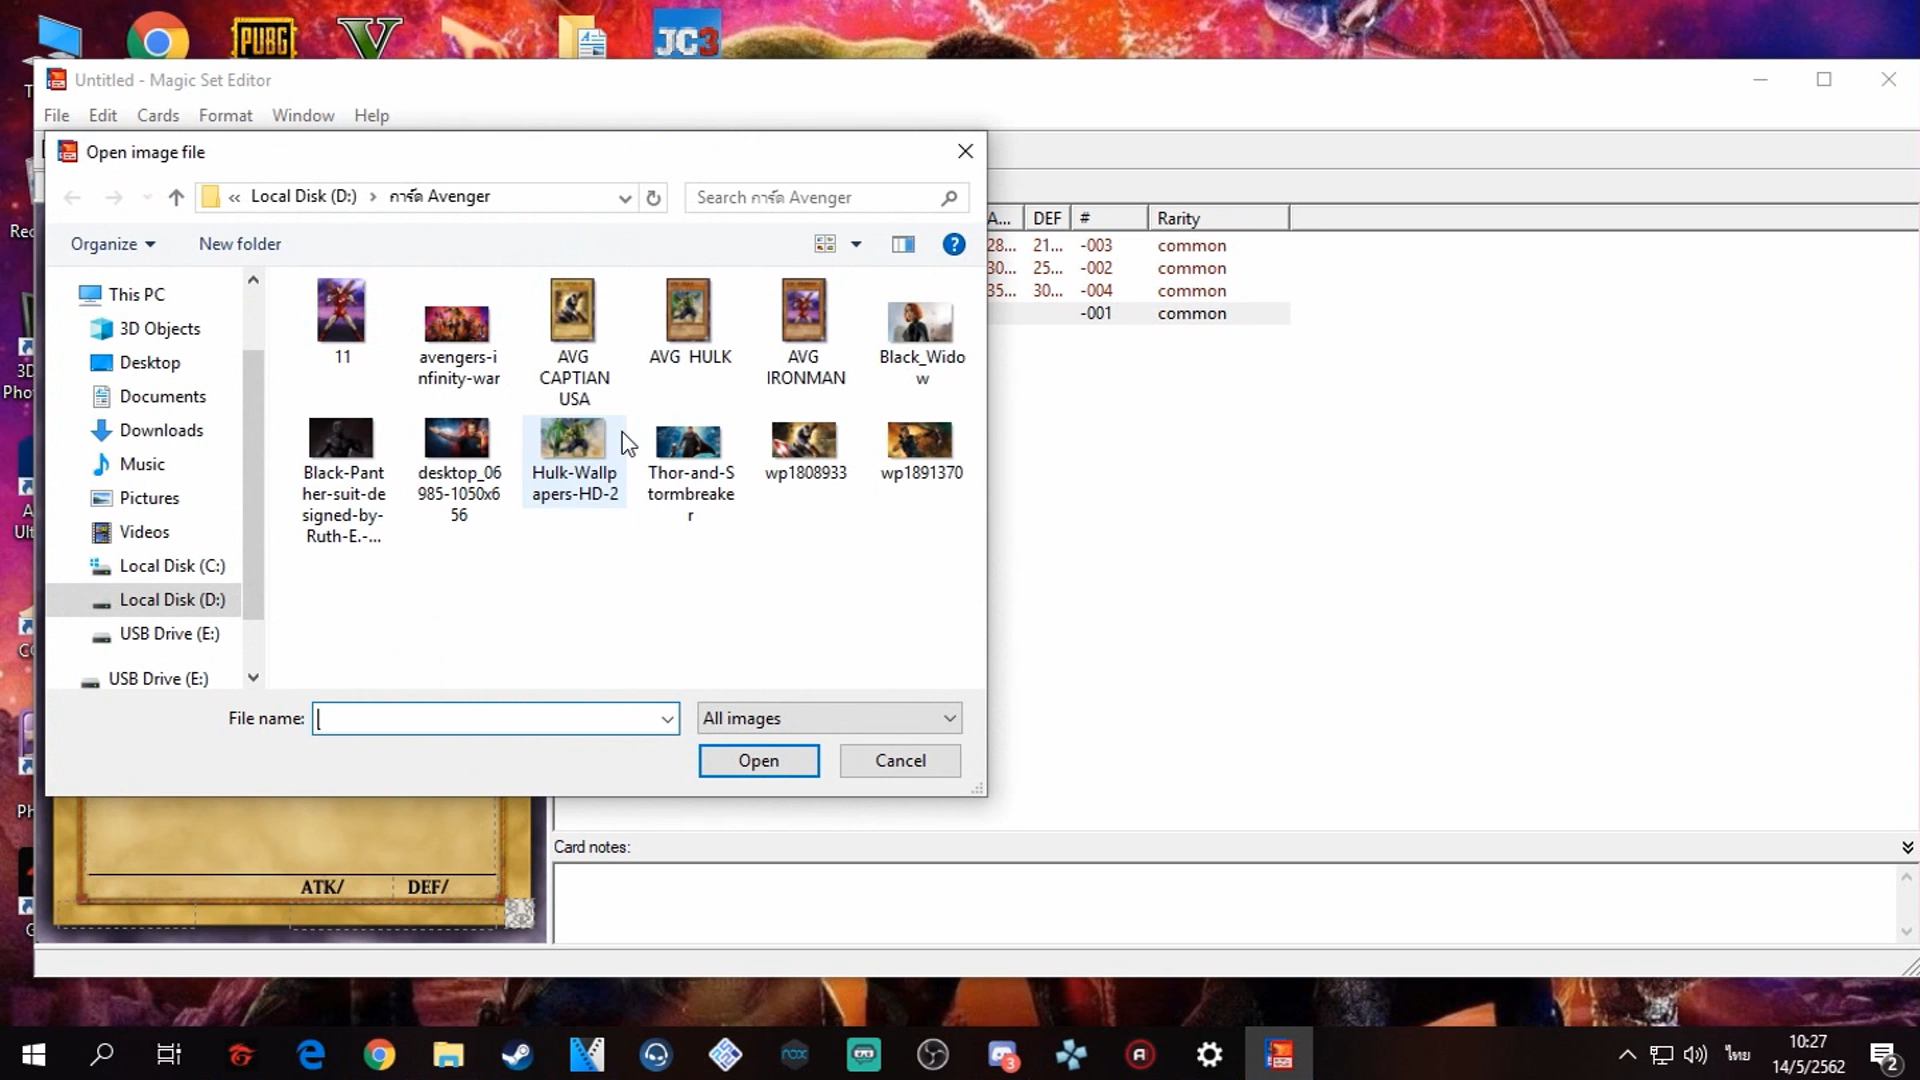 PUBG
V
JC3
Untitled - Magic Set Editor
File Edit Cards Format Window Help
Open image file
« Local Disk (D:) › การ์ด Avenger
Search การ์ด Avenger
Organize
New folder
A... DEF # Rarity
28... 21... -003 common
30... 25... -002 common
35... 30... -004 common
-001 common
This PC
3D Objects
Desktop
Documents
Downloads
Music
Pictures
Videos
Local Disk (C:)
Local Disk (D:)
USB Drive (E:)
USB Drive (E:)
11
avengers-i
nfinity-war
AVG
CAPTIAN
USA
AVG HULK
AVG
IRONMAN
Black_Wido
w
Black-Pant
her-suit-de
signed-by-
Ruth-E.-...
desktop_06
985-1050x6
56
Hulk-Wallp
apers-HD-2
Thor-and-S
tormbreake
r
wp1808933
wp1891370
File name:
All images
Open
Cancel
ATK/ DEF/
Card notes:
nox
3
ไทย
10:27
14/5/2562
2